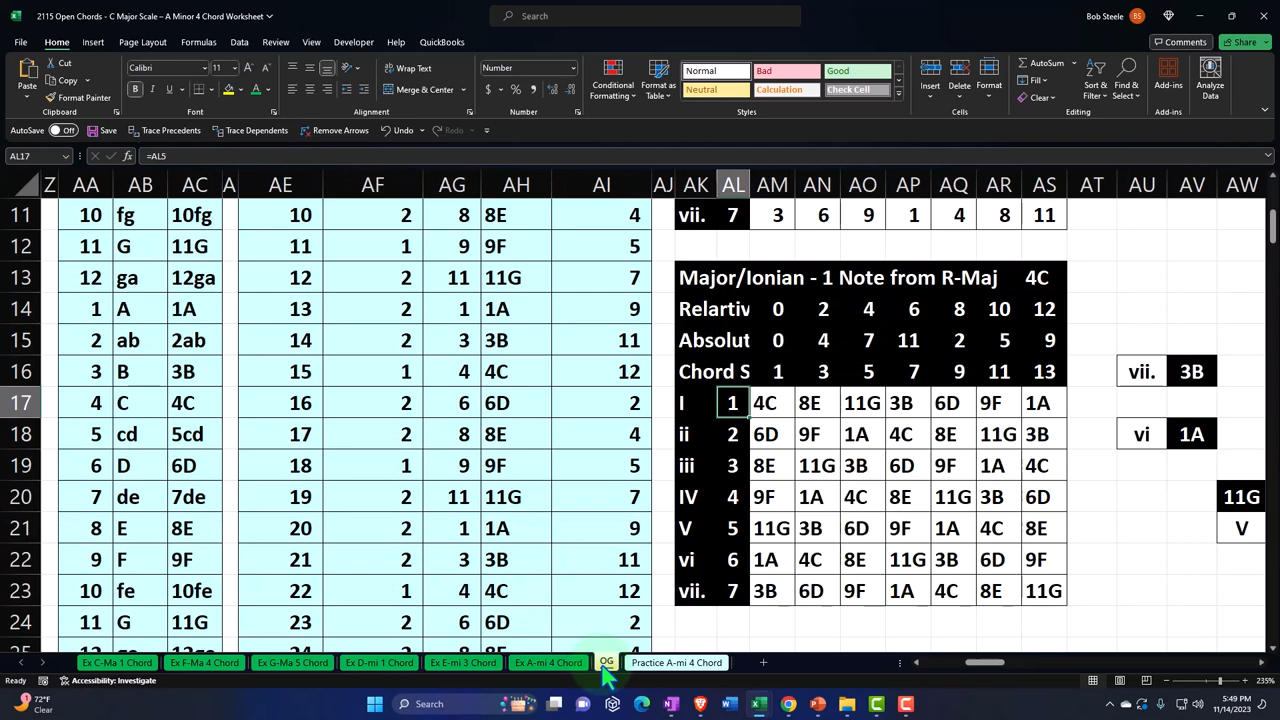 2115 Open Chords - C Major Scale – A Minor 4 Chord Worksheet
Search
Bob Steele BS
File Home Insert Page Layout Formulas Data Review View Developer Automate Help QuickBooks Comments Share
Paste Cut Copy Format Painter
Calibri 11 Wrap Text Merge & Center Number
Conditional Formatting Format as Table Normal Bad Good Neutral Calculation Check Cell
Insert Delete Format AutoSum Fill Clear Sort & Filter Find & Select Add-ins Analyze Data
Clipboard Font Alignment Number Styles Cells Editing Add-ins
AutoSave Off Save Trace Precedents Trace Dependents Remove Arrows Undo Redo
AL17 fx =AL5
Z AA AB AC A AE AF AG AH AI AJ AK AL AM AN AO AP AQ AR AS AT AU AV AW
11 10 fg 10fg 10 2 8 8E 4 vii. 7 3 6 9 1 4 8 11
12 11 G 11G 11 1 9 9F 5
13 12 ga 12ga 12 2 11 11G 7 Major/Ionian - 1 Note from R-Maj 4C
14 1 A 1A 13 2 1 1A 9 Relartiv 0 2 4 6 8 10 12
15 2 ab 2ab 14 2 3 3B 11 Absolut 0 4 7 11 2 5 9
16 3 B 3B 15 1 4 4C 12 Chord S 1 3 5 7 9 11 13 vii. 3B
17 4 C 4C 16 2 6 6D 2 I 1 4C 8E 11G 3B 6D 9F 1A
18 5 cd 5cd 17 2 8 8E 4 ii 2 6D 9F 1A 4C 8E 11G 3B vi 1A
19 6 D 6D 18 1 9 9F 5 iii 3 8E 11G 3B 6D 9F 1A 4C
20 7 de 7de 19 2 11 11G 7 IV 4 9F 1A 4C 8E 11G 3B 6D 11G
21 8 E 8E 20 2 1 1A 9 V 5 11G 3B 6D 9F 1A 4C 8E V
22 9 F 9F 21 2 3 3B 11 vi 6 1A 4C 8E 11G 3B 6D 9F
23 10 fe 10fe 22 1 4 4C 12 vii. 7 3B 6D 9F 1A 4C 8E 11G
24 11 G 11G 23 2 6 6D 2
Ex C-Ma 1 Chord Ex F-Ma 4 Chord Ex G-Ma 5 Chord Ex D-mi 1 Chord Ex E-mi 3 Chord Ex A-mi 4 Chord OG Practice A-mi 4 Chord
Ready Accessibility: Investigate 235%
72°F
Clear
Search
5:49 PM
11/14/2023